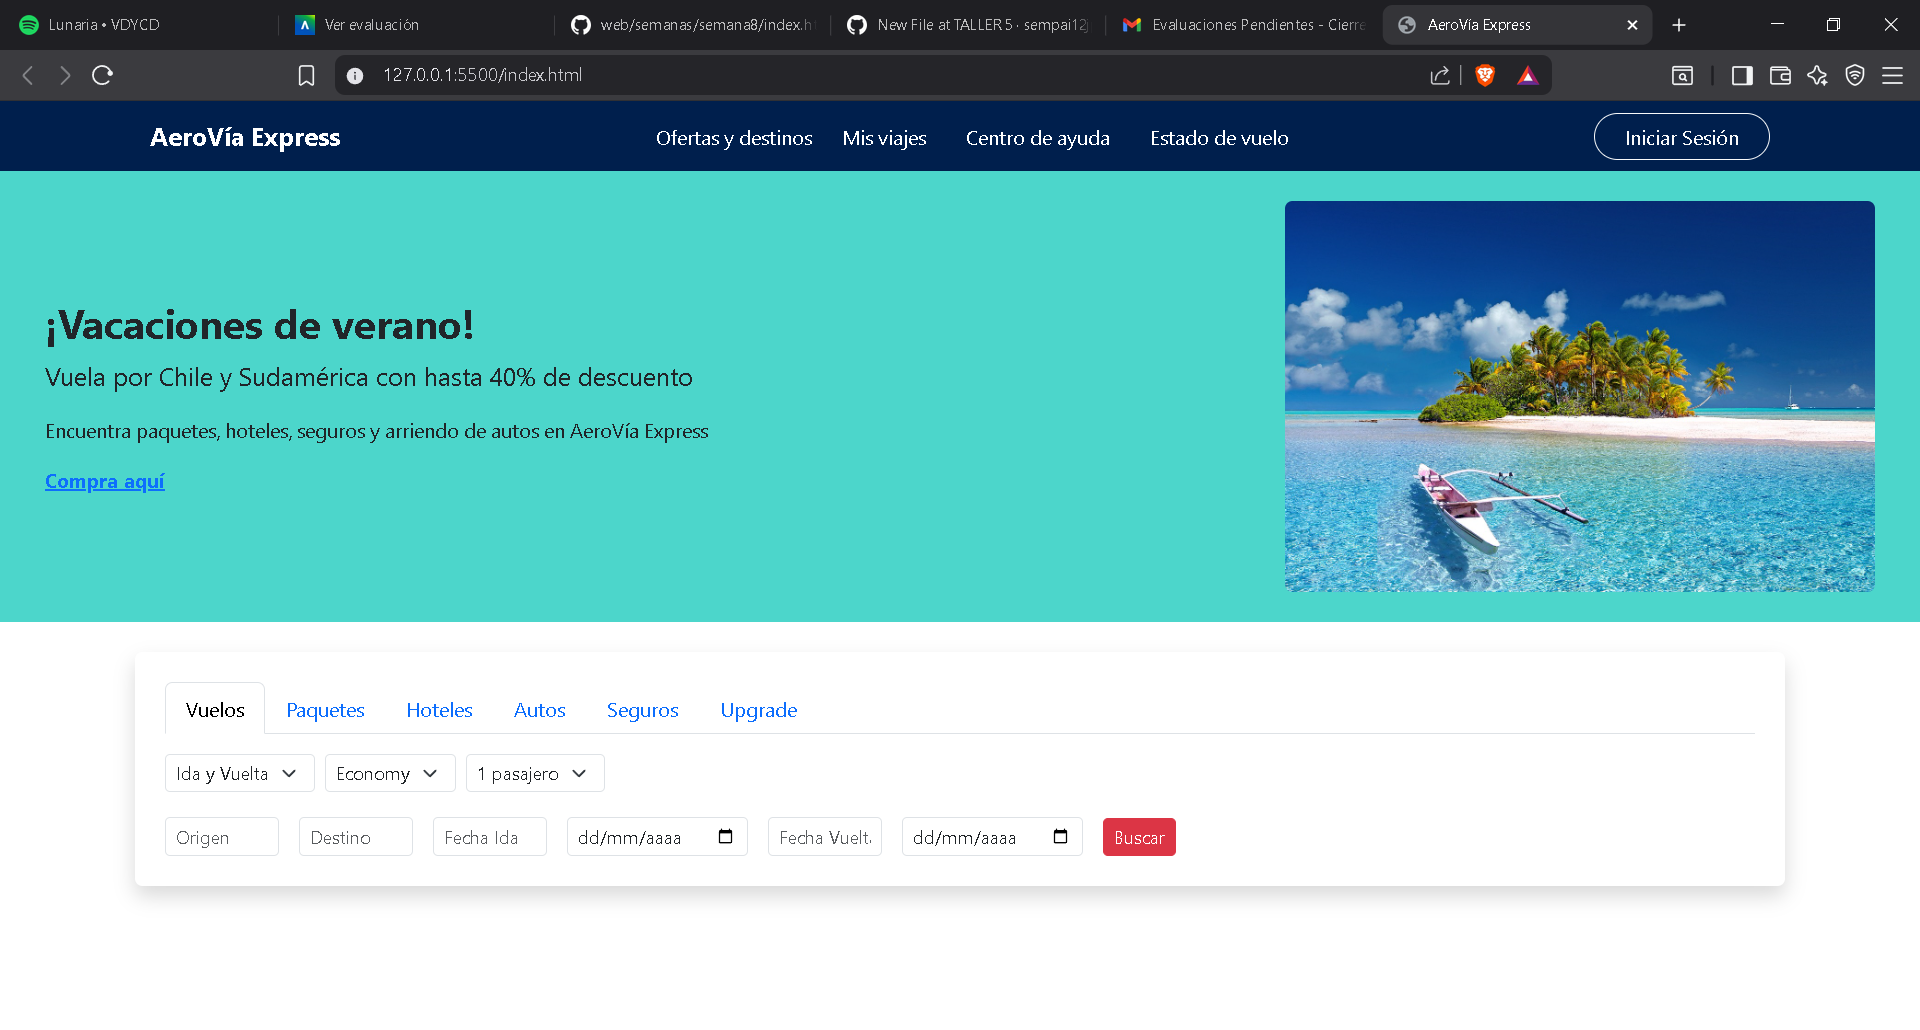 Lunaria • VDYCD
Ver evaluación
web/semanas/semana8/index.h
New File at TALLER 5 · sempai12j
Evaluaciones Pendientes - Cierre
AeroVía Express
127.0.0.1:5500/index.html
AeroVía Express
Ofertas y destinos
Mis viajes
Centro de ayuda
Estado de vuelo
Iniciar Sesión
¡Vacaciones de verano!
Vuela por Chile y Sudamérica con hasta 40% de descuento
Encuentra paquetes, hoteles, seguros y arriendo de autos en AeroVía Express
Compra aquí
Vuelos
Paquetes
Hoteles
Autos
Seguros
Upgrade
Ida y Vuelta
Economy
1 pasajero
Origen
Destino
Fecha Ida
dd/mm/aaaa
Fecha Vuelta
dd/mm/aaaa
Buscar